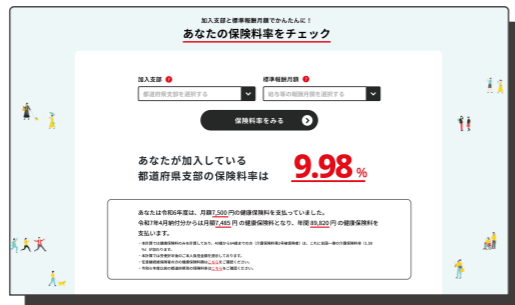 加入支部と標準報酬月額でかんたんに！
あなたの保険料率をチェック
加入支部 ? 標準報酬月額 ?
都道府県支部を選択する 給与等の報酬月額を選択する
保険料率をみる
あなたが加入している
都道府県支部の保険料率は 9.98 %
あなたは令和6年度は、月額7,500円の健康保険料を支払っていました。
令和7年4月納付分からは月額7,485円の健康保険料となり、年間89,820円の健康保険料を
支払います。